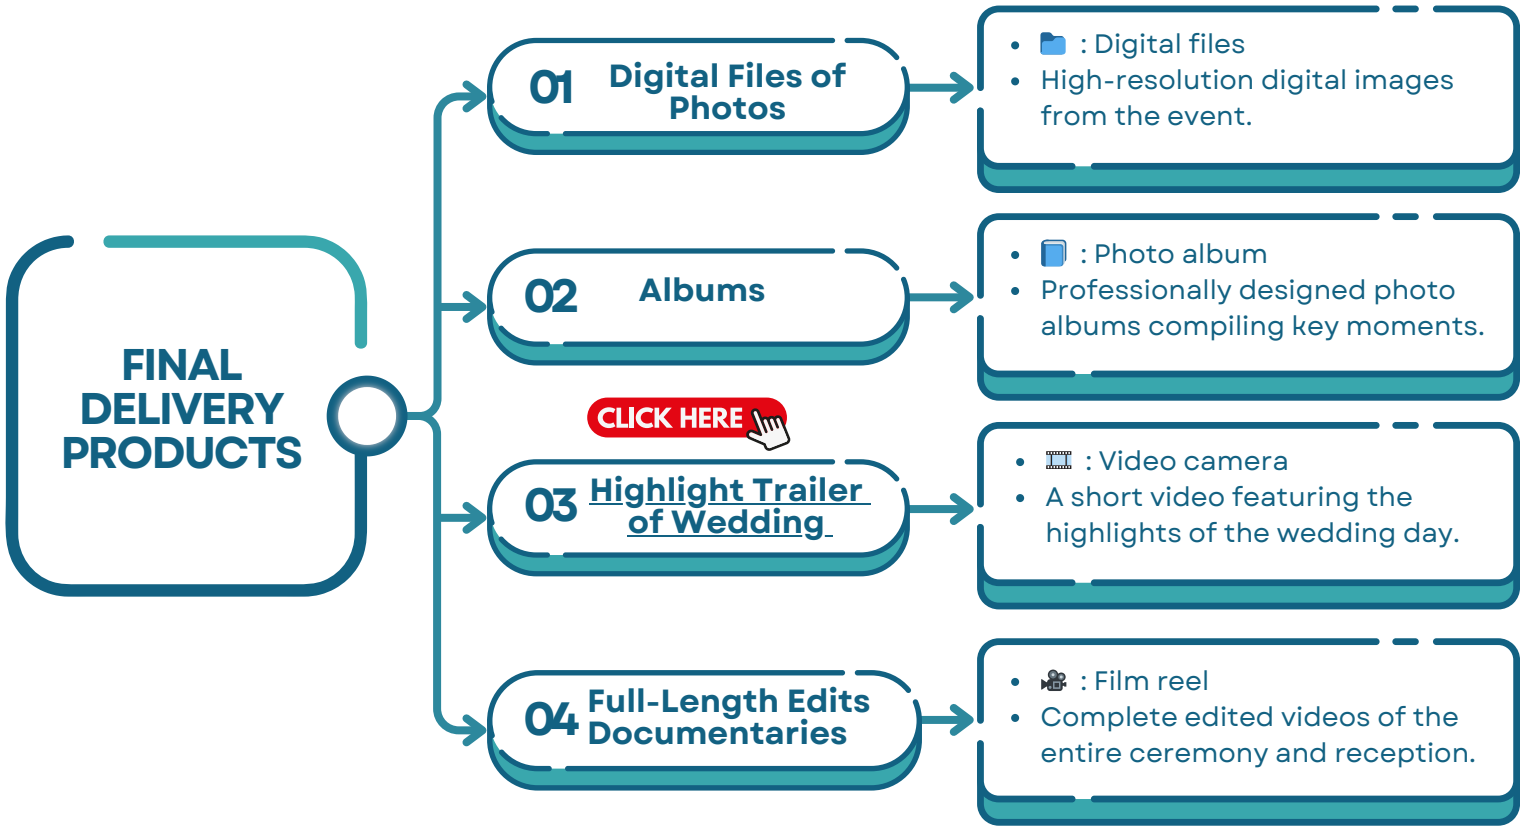 FINAL
DELIVERY
PRODUCTS
01
Digital Files of
Photos
• 📁 : Digital files
• High-resolution digital images
from the event.
02
Albums
• 📘 : Photo album
• Professionally designed photo
albums compiling key moments.
CLICK HERE
03
Highlight Trailer
of Wedding
• 🎞️ : Video camera
• A short video featuring the
highlights of the wedding day.
04
Full-Length Edits
Documentaries
• 🎥 : Film reel
• Complete edited videos of the
entire ceremony and reception.